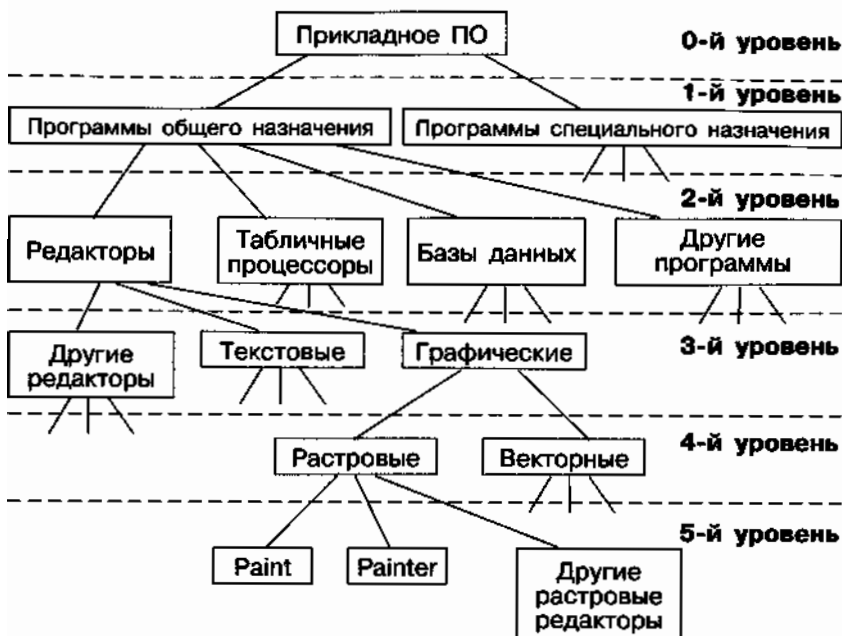 Прикладное ПО
0-й уровень
1-й уровень
Программы общего назначения
Программы специального назначения
2-й уровень
Редакторы
Табличные
процессоры
Базы данных
Другие
программы
3-й уровень
Другие
редакторы
Текстовые
Графические
4-й уровень
Растровые
Векторные
5-й уровень
Paint
Painter
Другие
растровые
редакторы